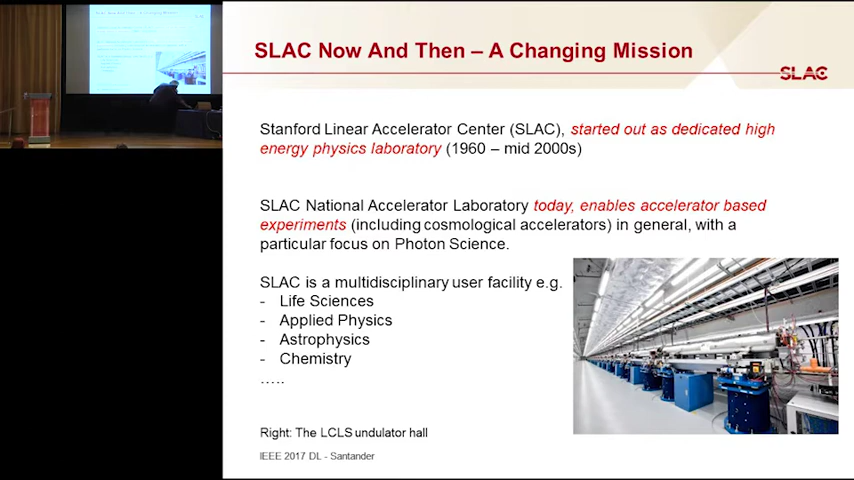 SLAC Now And Then – A Changing Mission
SLAC
Stanford Linear Accelerator Center (SLAC), started out as dedicated high
energy physics laboratory (1960 – mid 2000s)
SLAC National Accelerator Laboratory today, enables accelerator based
experiments (including cosmological accelerators) in general, with a
particular focus on Photon Science.
SLAC is a multidisciplinary user facility e.g.
- Life Sciences
- Applied Physics
- Astrophysics
- Chemistry
.....
Right: The LCLS undulator hall
IEEE 2017 DL - Santander